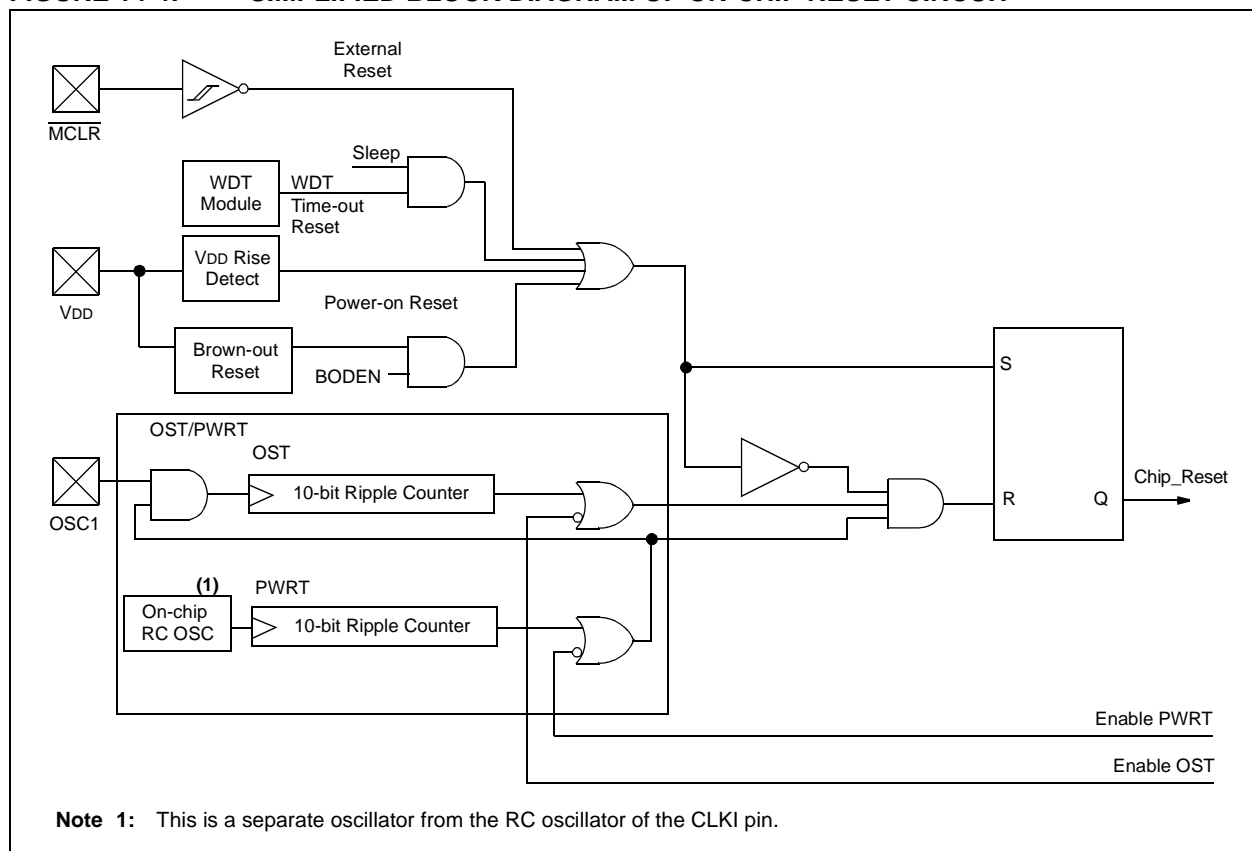 External
Reset
MCLR
Sleep
WDT
Module
WDT
Time-out
Reset
VDD Rise
Detect
VDD
Power-on Reset
Brown-out
Reset
BODEN
S
OST/PWRT
OST
10-bit Ripple Counter
OSC1
Chip_Reset
R
Q
(1)
PWRT
On-chip
RC OSC
10-bit Ripple Counter
Enable PWRT
Enable OST
Note 1: This is a separate oscillator from the RC oscillator of the CLKI pin.